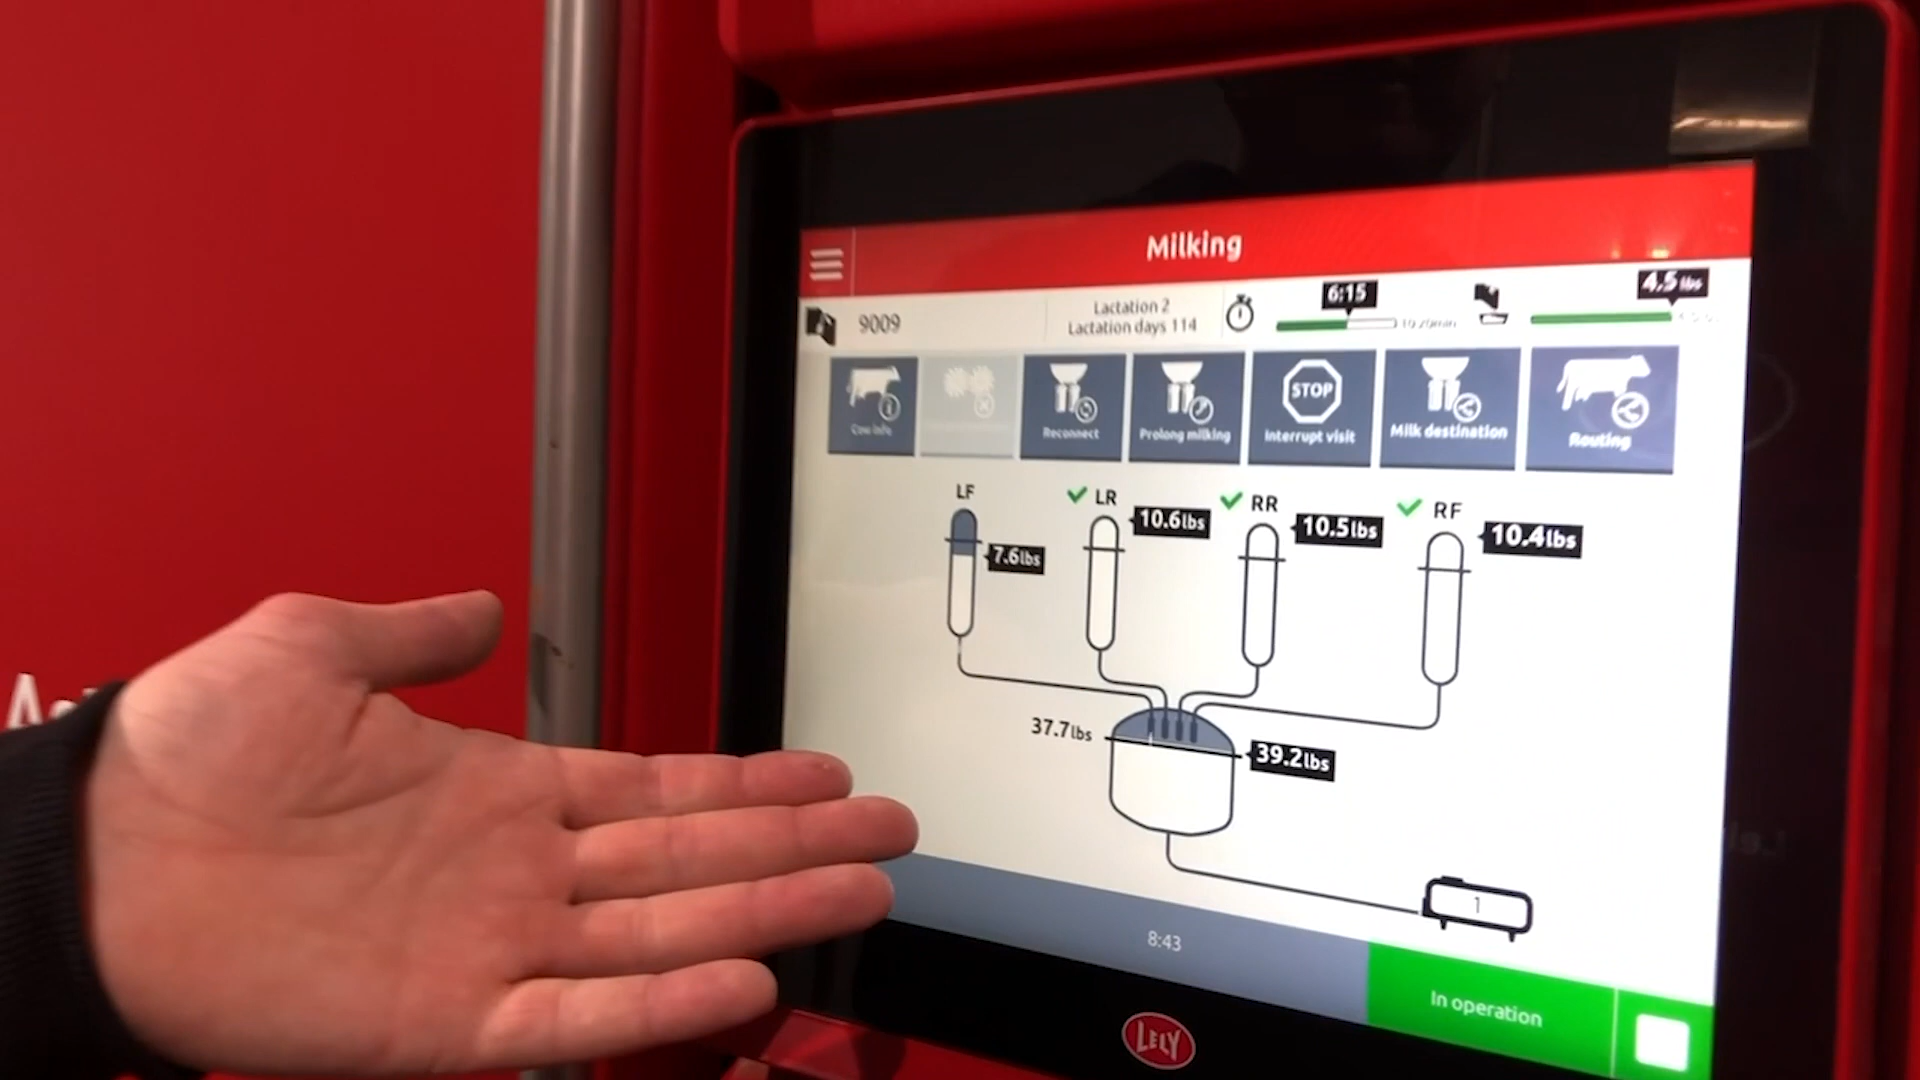 Milking
9009
Lactation 2
Lactation days 114
6:15
4.5 lbs
Cow info
Reconnect
Prolong milking
STOP
Interrupt visit
Milk destination
Routing
LF
7.6lbs
LR
10.6lbs
RR
10.5lbs
RF
10.4lbs
37.7lbs
39.2lbs
1
8:43
In operation
LELY